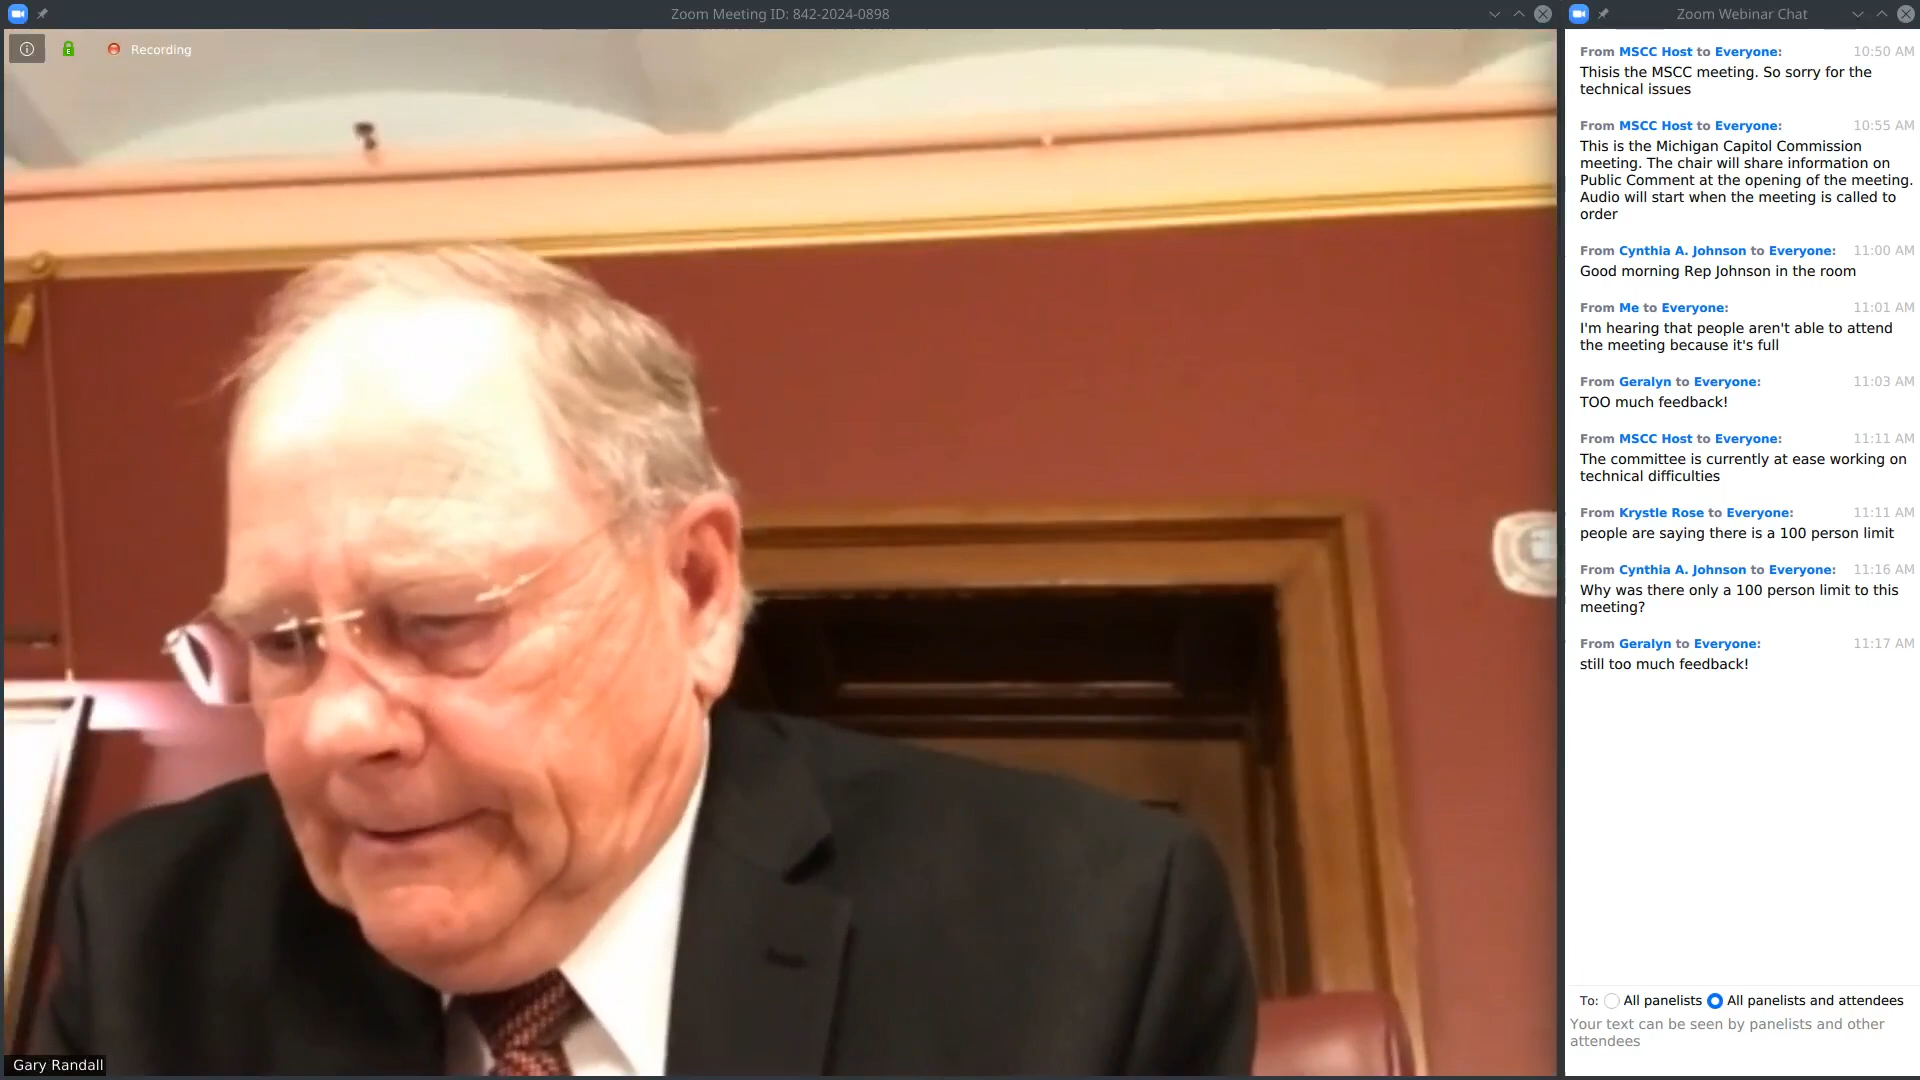 Zoom Meeting ID: 842-2024-0898
Recording
Gary Randall
Zoom Webinar Chat
From MSCC Host to Everyone: 10:50 AM
Thisis the MSCC meeting. So sorry for the
technical issues
From MSCC Host to Everyone: 10:55 AM
This is the Michigan Capitol Commission
meeting. The chair will share information on
Public Comment at the opening of the meeting.
Audio will start when the meeting is called to
order
From Cynthia A. Johnson to Everyone: 11:00 AM
Good morning Rep Johnson in the room
From Me to Everyone: 11:01 AM
I'm hearing that people aren't able to attend
the meeting because it's full
From Geralyn to Everyone: 11:03 AM
TOO much feedback!
From MSCC Host to Everyone: 11:11 AM
The committee is currently at ease working on
technical difficulties
From Krystle Rose to Everyone: 11:11 AM
people are saying there is a 100 person limit
From Cynthia A. Johnson to Everyone: 11:16 AM
Why was there only a 100 person limit to this
meeting?
From Geralyn to Everyone: 11:17 AM
still too much feedback!
To: All panelists All panelists and attendees
Your text can be seen by panelists and other
attendees